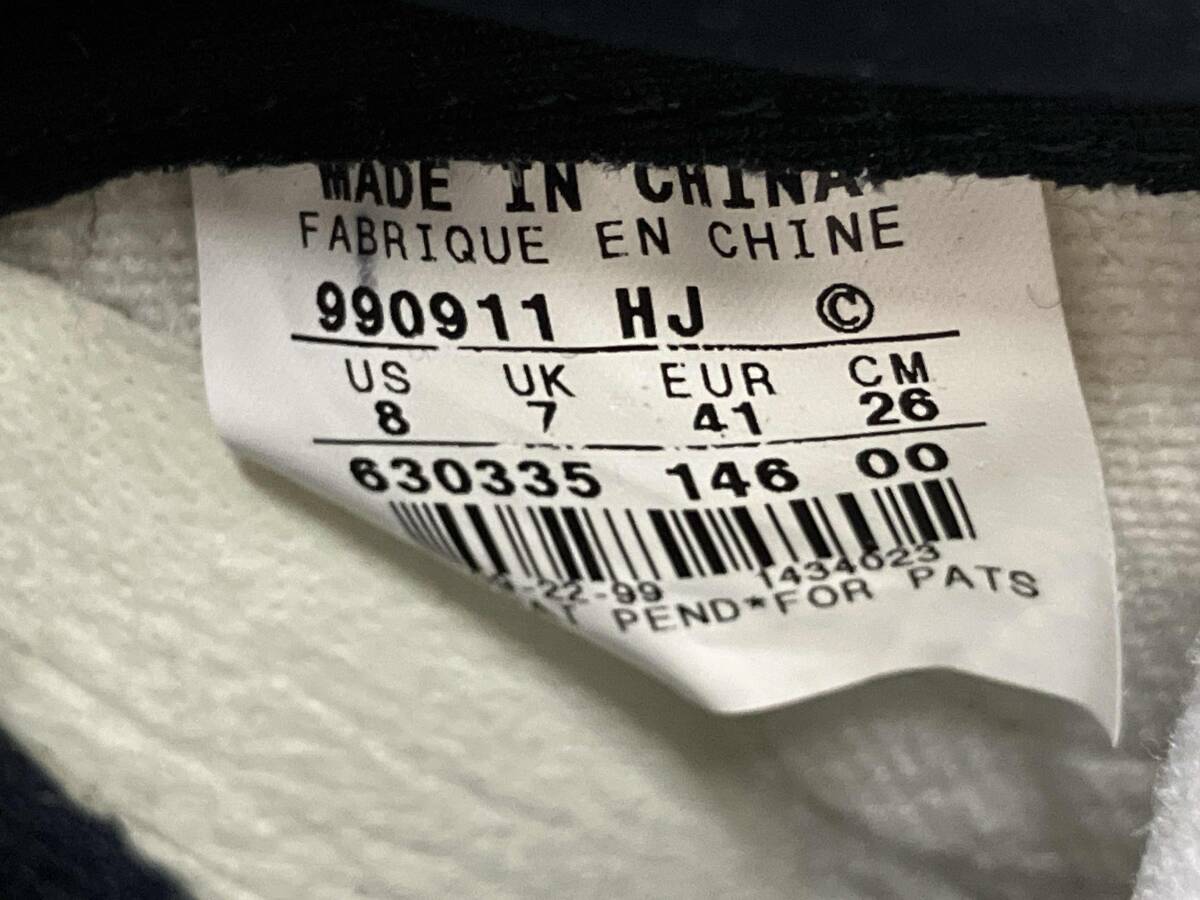 MADE IN CHINA
FABRIQUE EN CHINE
990911 HJ ©
US UK EUR CM
8 7 41 26
630335 146 00
-22-99 1434023
PEND*FOR PATS